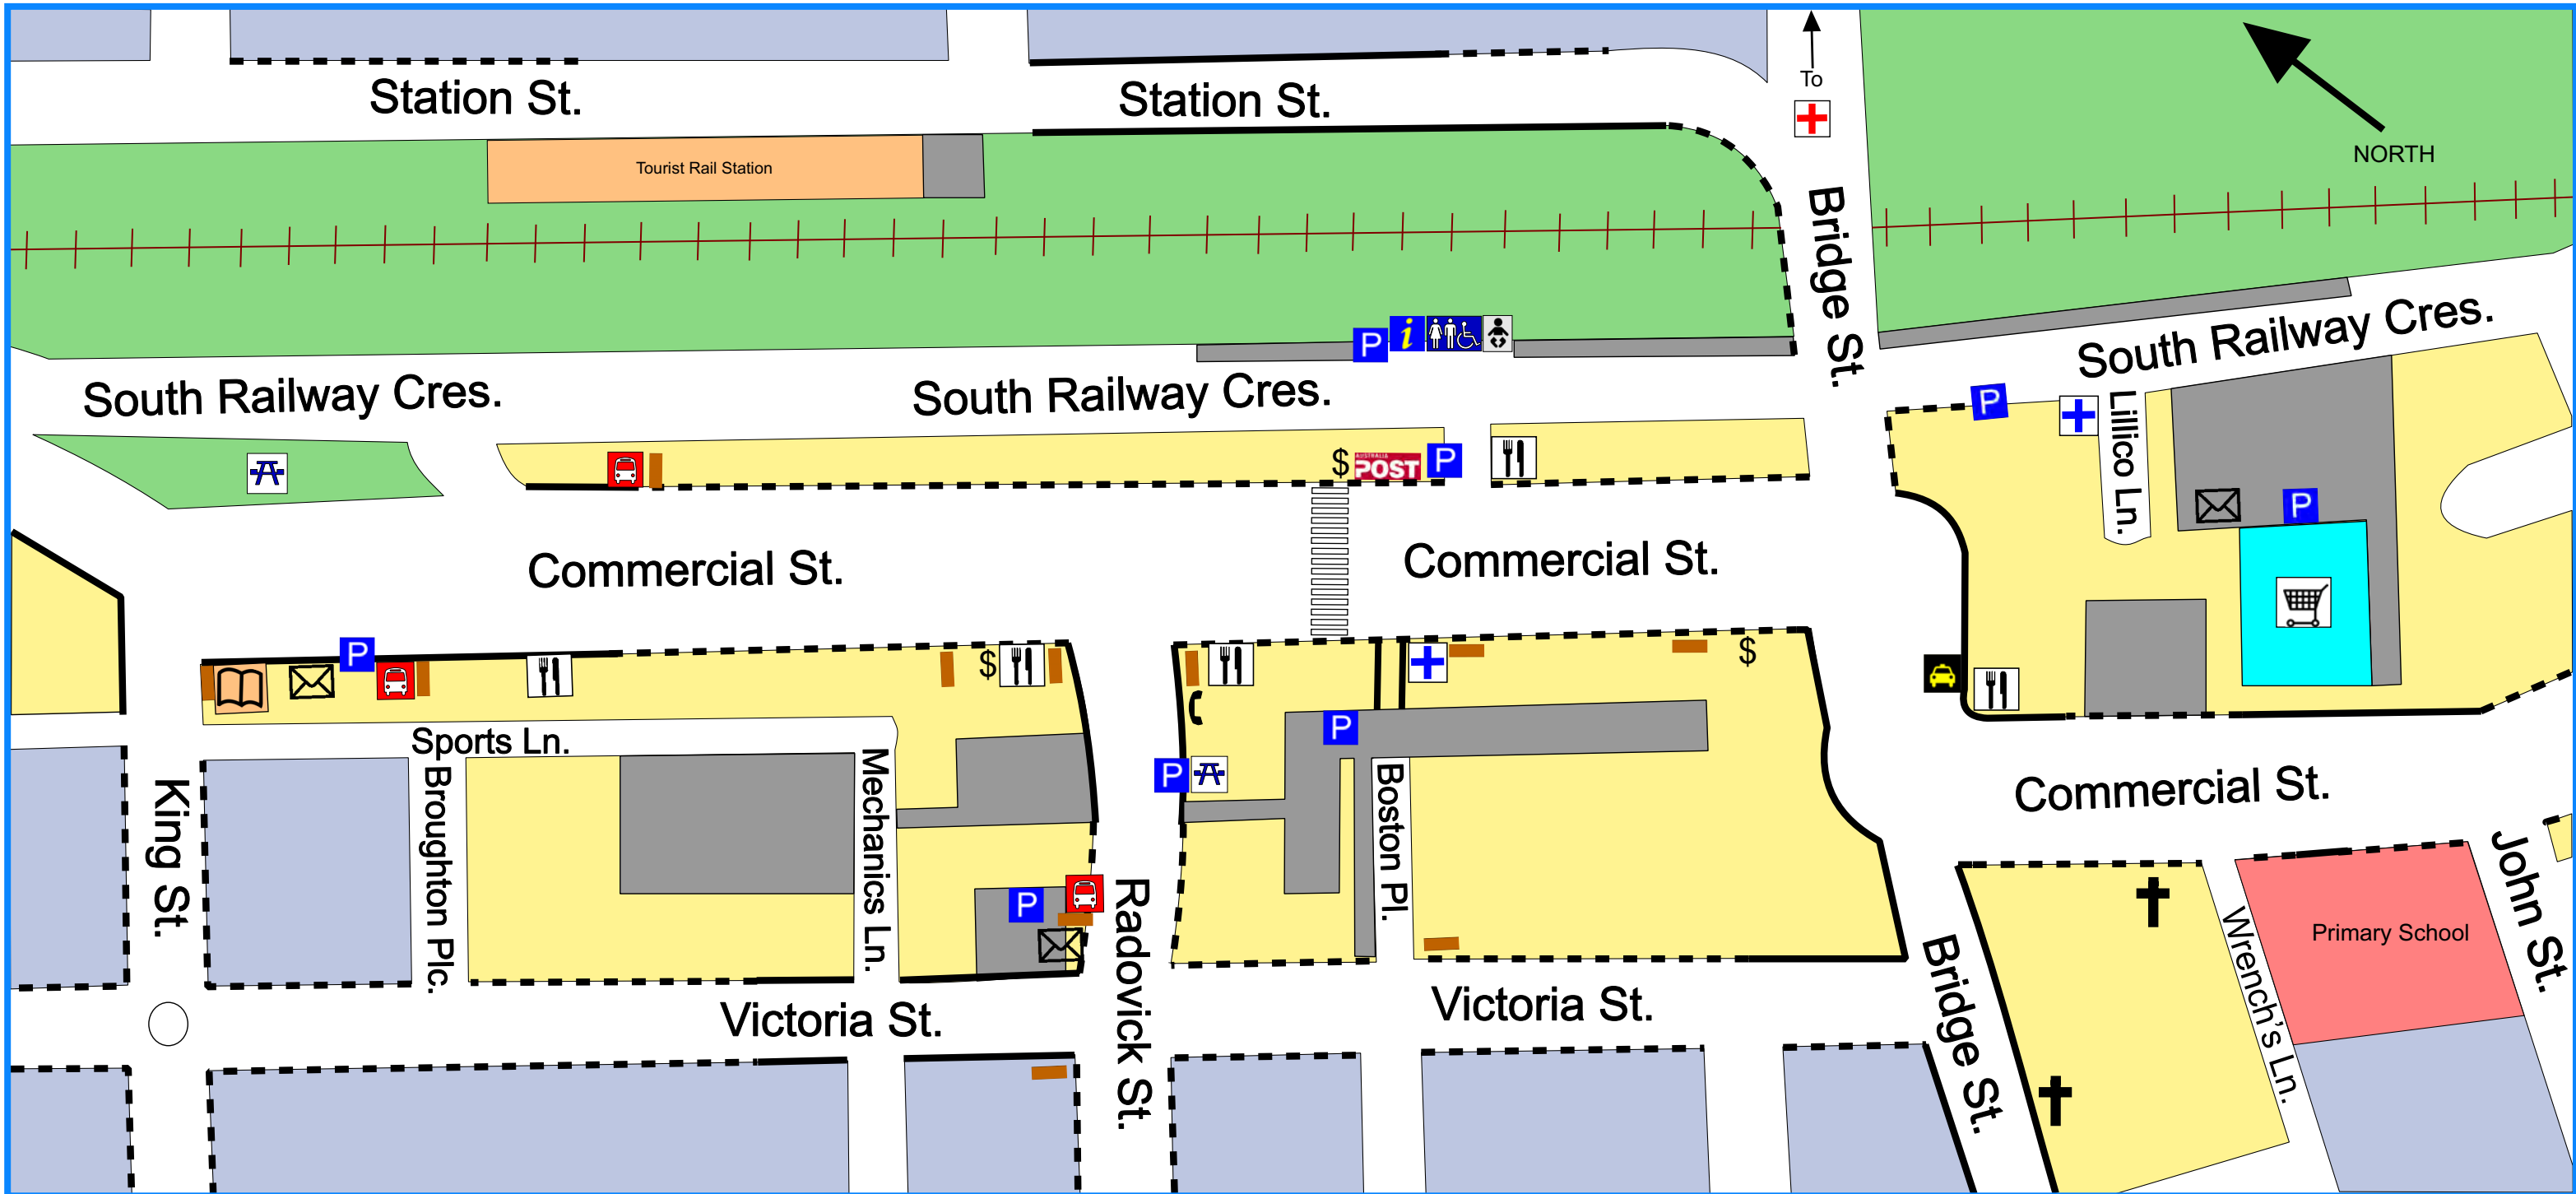 To
Station St.
Station St.
NORTH
Tourist Rail Station
Bridge St.
P
i
South Railway Cres.
South Railway Cres.
South Railway Cres.
P
Lillico Ln.
$
AUSTRALIA
POST
P
P
Commercial St.
Commercial St.
P
$
$
Sports Ln.
P
P
Commercial St.
King St.
Broughton Plc.
Mechanics Ln.
Boston Pl.
P
Radovick St.
John St.
Primary School
Wrench's Ln.
Bridge St.
Victoria St.
Victoria St.